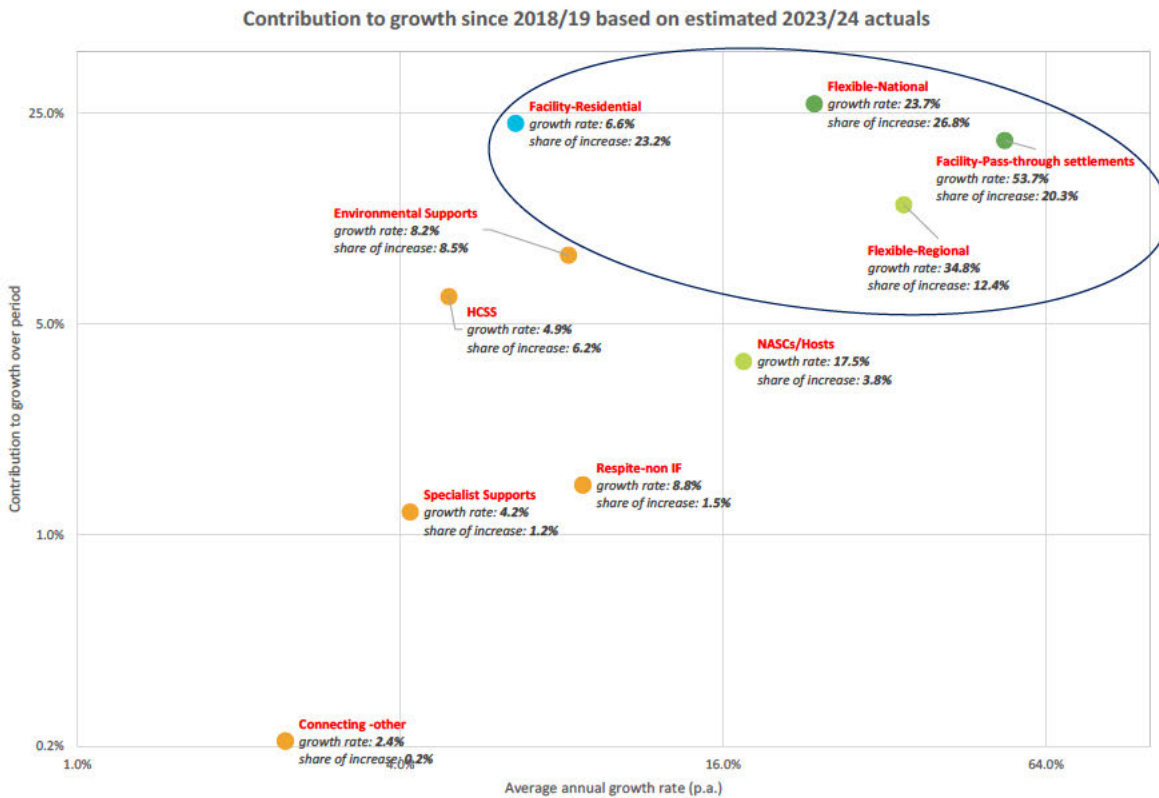 Contribution to growth since 2018/19 based on estimated 2023/24 actuals
Flexible-National
growth rate: 23.7%
share of increase: 26.8%
Facility-Residential
growth rate: 6.6%
share of increase: 23.2%
25.0%
Facility-Pass-through settlements
growth rate: 53.7%
share of increase: 20.3%
Environmental Supports
growth rate: 8.2%
share of increase: 8.5%
Flexible-Regional
growth rate: 34.8%
share of increase: 12.4%
HCSS
growth rate: 4.9%
share of increase: 6.2%
5.0%
NASCs/Hosts
growth rate: 17.5%
share of increase: 3.8%
Contribution to growth over period
Respite-non IF
growth rate: 8.8%
share of increase: 1.5%
Specialist Supports
growth rate: 4.2%
share of increase: 1.2%
1.0%
Connecting -other
growth rate: 2.4%
share of increase: 0.2%
0.2%
1.0%
4.0%
16.0%
64.0%
Average annual growth rate (p.a.)